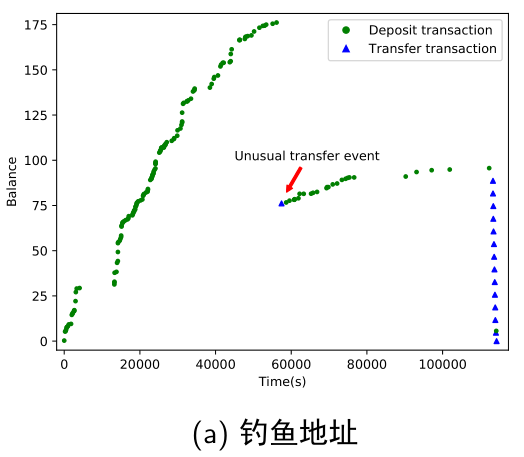 175
150
125
100
75
50
25
0
Balance
Deposit transaction
Transfer transaction
Unusual transfer event
0 20000 40000 60000 80000 100000
Time(s)
(a) 钓鱼地址